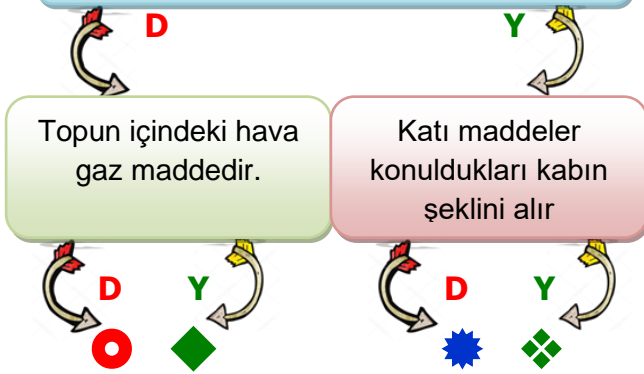 D Y
Topun içindeki hava
gaz maddedir.
Katı maddeler
konuldukları kabın
şeklini alır
D Y D Y